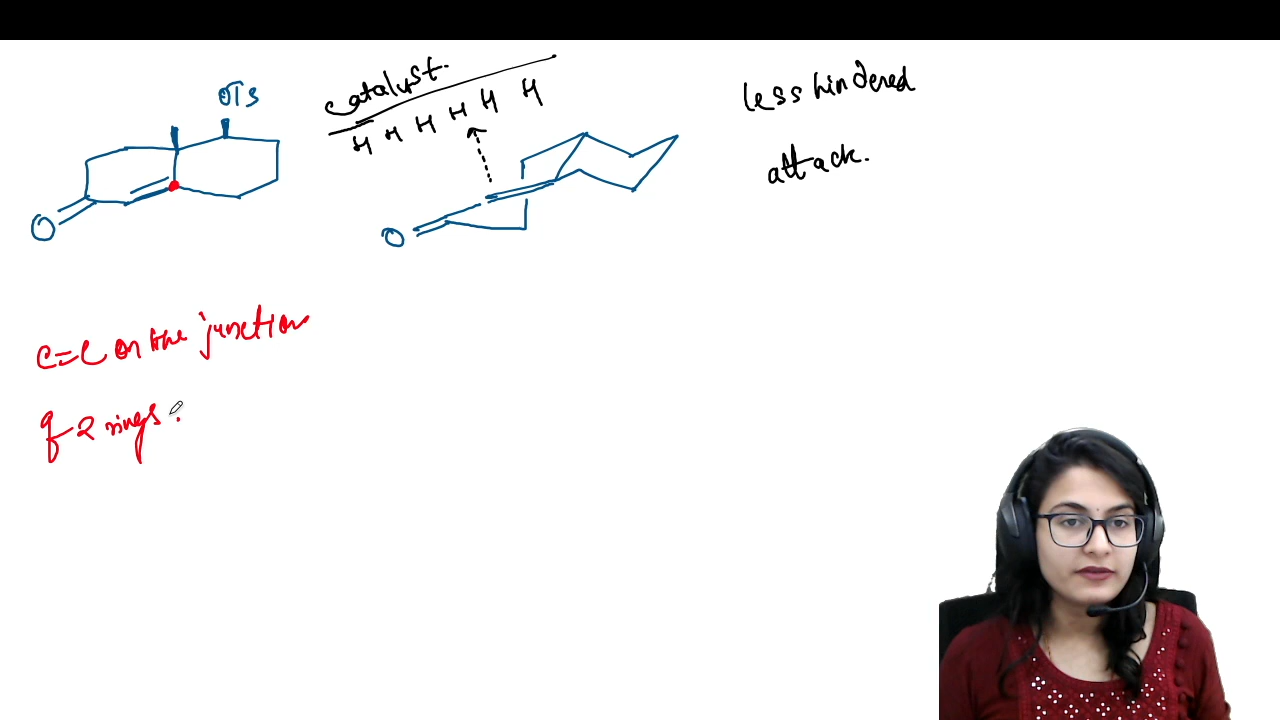 OTs
catalyst.
H H H H H H
less hindered
attack.
O
O
C=C on the junction
of 2 rings.